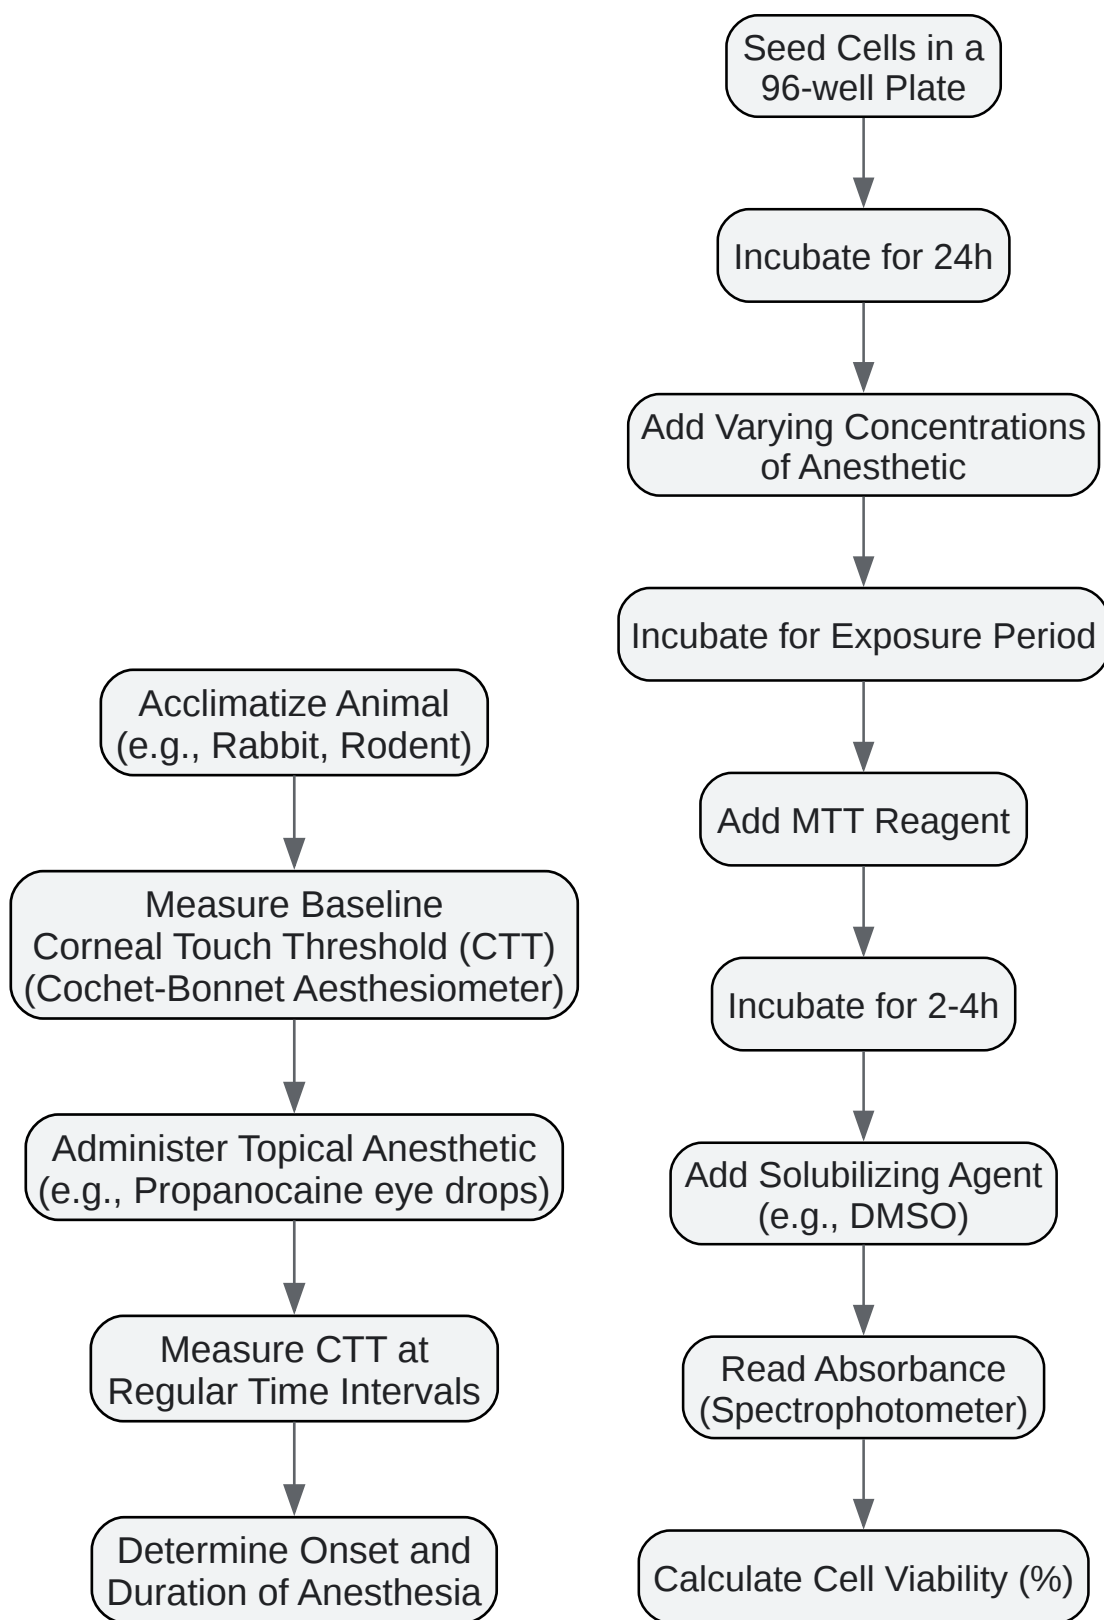 Acclimatize Animal
(e.g., Rabbit, Rodent)
Measure Baseline
Corneal Touch Threshold (CTT)
(Cochet-Bonnet Aesthesiometer)
Administer Topical Anesthetic
(e.g., Propanocaine eye drops)
Measure CTT at
Regular Time Intervals
Determine Onset and
Duration of Anesthesia
Seed Cells in a
96-well Plate
Incubate for 24h
Add Varying Concentrations
of Anesthetic
Incubate for Exposure Period
Add MTT Reagent
Incubate for 2-4h
Add Solubilizing Agent
(e.g., DMSO)
Read Absorbance
(Spectrophotometer)
Calculate Cell Viability (%)